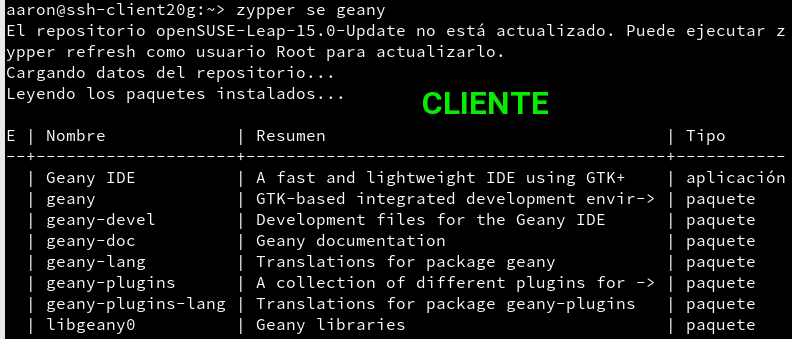 aaron@ssh-client20g:~> zypper se geany
El repositorio openSUSE-Leap-15.0-Update no está actualizado. Puede ejecutar z
ypper refresh como usuario Root para actualizarlo.
Cargando datos del repositorio...
Leyendo los paquetes instalados...
CLIENTE
E | Nombre             | Resumen                                | Tipo
--+--------------------+----------------------------------------+-----------
  | Geany IDE          | A fast and lightweight IDE using GTK+  | aplicación
  | geany              | GTK-based integrated development envir-> | paquete
  | geany-devel        | Development files for the Geany IDE    | paquete
  | geany-doc          | Geany documentation                    | paquete
  | geany-lang         | Translations for package geany         | paquete
  | geany-plugins      | A collection of different plugins for -> | paquete
  | geany-plugins-lang | Translations for package geany-plugins | paquete
  | libgeany0          | Geany libraries                        | paquete